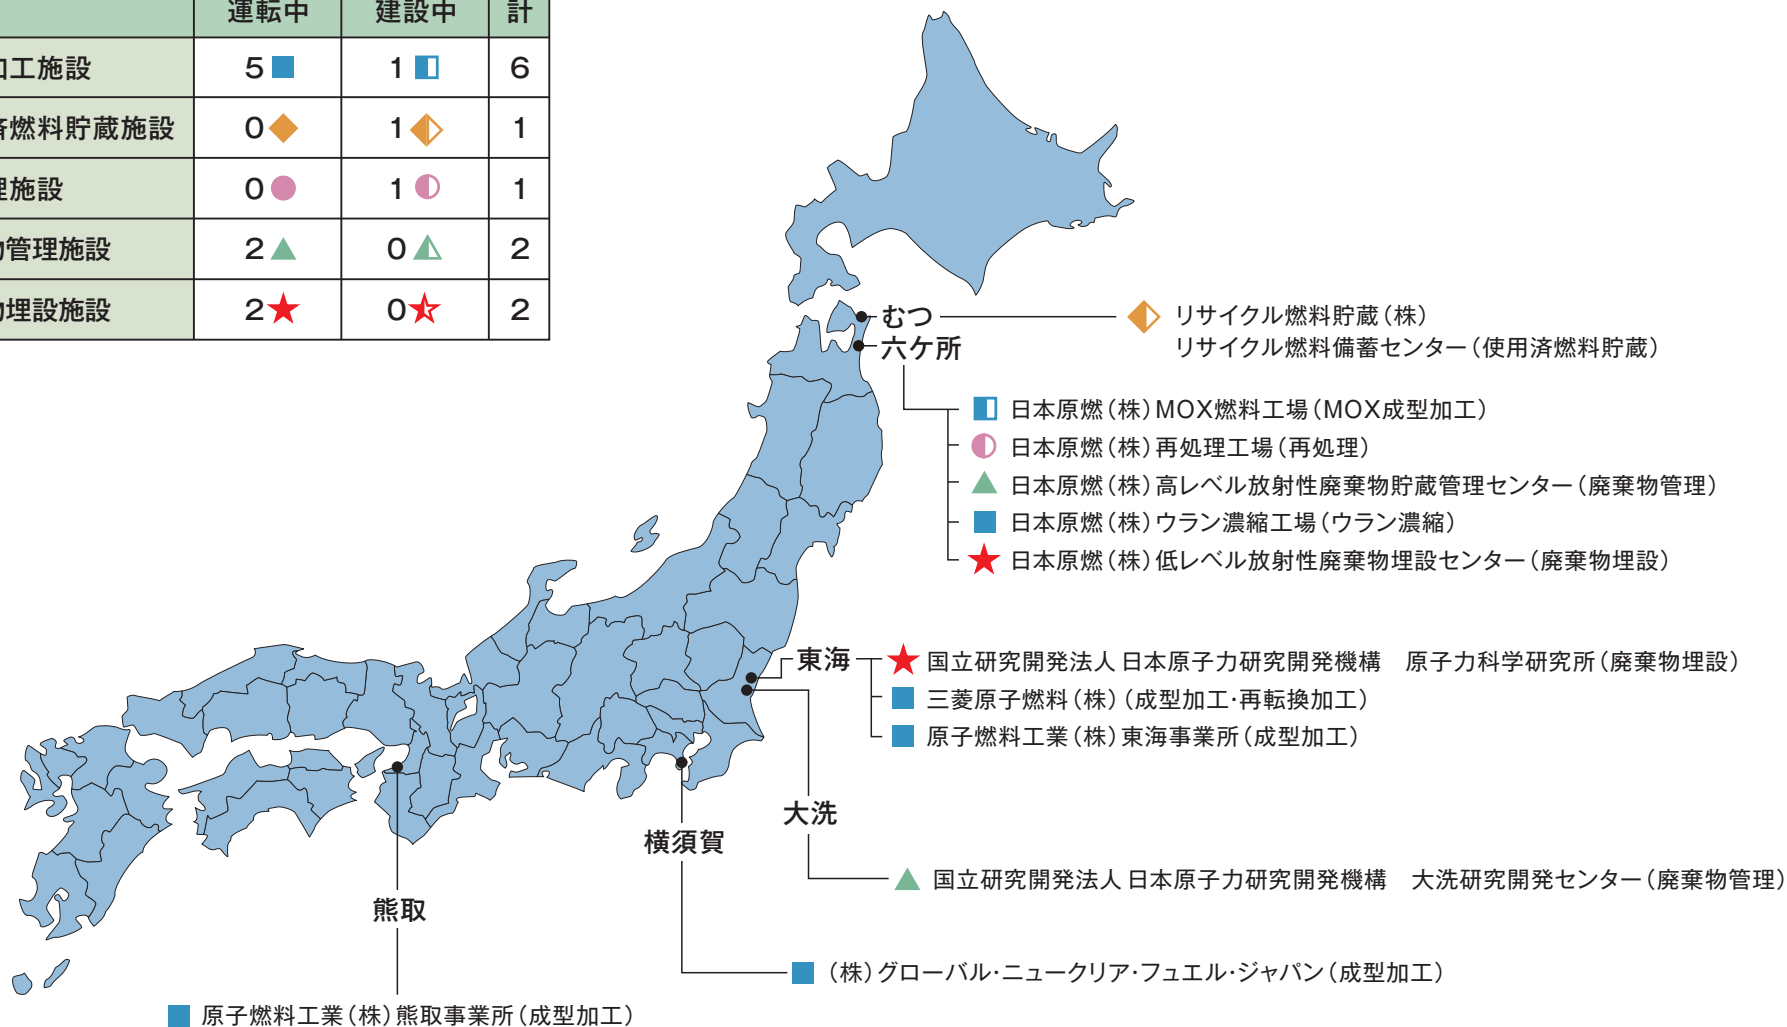 運転中 建設中 計
加工施設 5 1 6
済燃料貯蔵施設 0 1 1
理施設 0 1 1
物管理施設 2 0 2
物埋設施設 2 0 2
むつ
リサイクル燃料貯蔵(株)
六ケ所
リサイクル燃料備蓄センター(使用済燃料貯蔵)
日本原燃(株)MOX燃料工場(MOX成型加工)
日本原燃(株)再処理工場(再処理)
日本原燃(株)高レベル放射性廃棄物貯蔵管理センター(廃棄物管理)
日本原燃(株)ウラン濃縮工場(ウラン濃縮)
日本原燃(株)低レベル放射性廃棄物埋設センター(廃棄物埋設)
東海
国立研究開発法人 日本原子力研究開発機構 原子力科学研究所(廃棄物埋設)
三菱原子燃料(株)(成型加工・再転換加工)
原子燃料工業(株)東海事業所(成型加工)
大洗
国立研究開発法人 日本原子力研究開発機構 大洗研究開発センター(廃棄物管理)
横須賀
(株)グローバル・ニュークリア・フュエル・ジャパン(成型加工)
熊取
原子燃料工業(株)熊取事業所(成型加工)